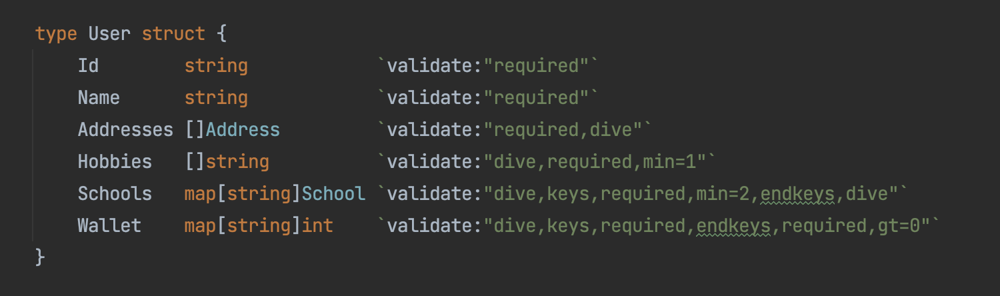 type User struct {
    Id        string            `validate:"required"`
    Name      string            `validate:"required"`
    Addresses []Address         `validate:"required,dive"`
    Hobbies   []string          `validate:"dive,required,min=1"`
    Schools   map[string]School `validate:"dive,keys,required,min=2,endkeys,dive"`
    Wallet    map[string]int    `validate:"dive,keys,required,endkeys,required,gt=0"`
}